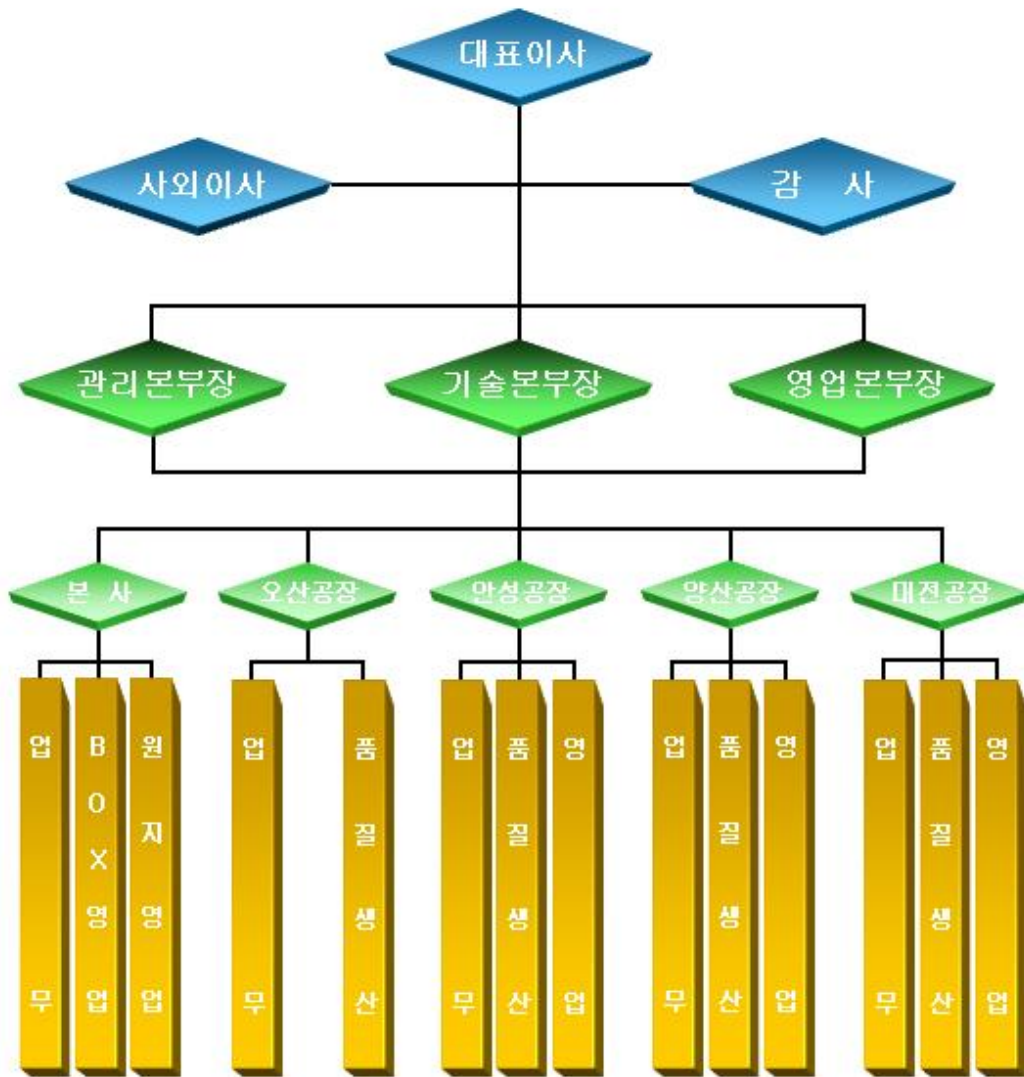 대표이사
사외이사
감 사
관리본부장
기술본부장
영업본부장
본 사
오산공장
안성공장
양산공장
대전공장
업무
BOX영업
원지영업
업무
품질생산
업무
품질생산
영업
업무
품질생산
영업
업무
품질생산
영업